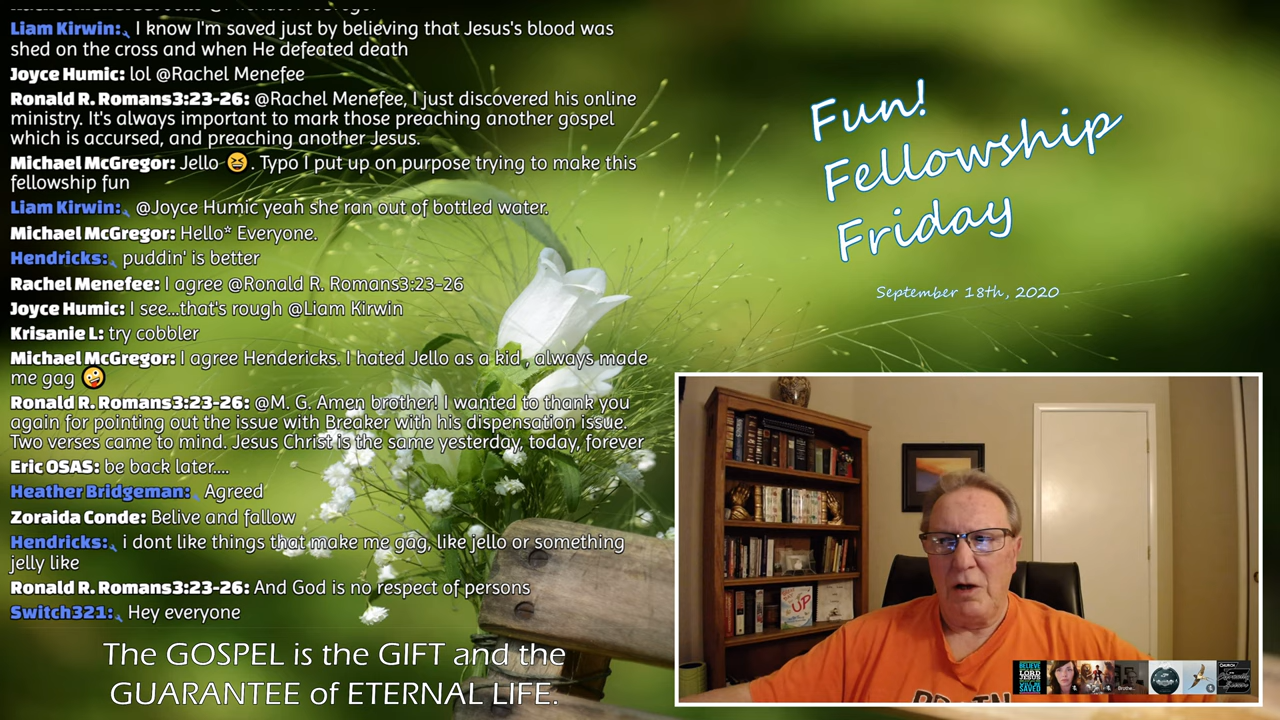 Liam Kirwin: I know I'm saved just by believing that Jesus's blood was
shed on the cross and when He defeated death
Joyce Humic: lol @Rachel Menefee
Ronald R. Romans3:23-26: @Rachel Menefee, I just discovered his online
ministry. It's always important to mark those preaching another gospel
which is accursed, and preaching another Jesus.
Michael McGregor: Jello 😆. Typo I put up on purpose trying to make this
fellowship fun
Liam Kirwin: @Joyce Humic yeah she ran out of bottled water.
Michael McGregor: Hello* Everyone.
Hendricks: puddin' is better
Rachel Menefee: I agree @Ronald R. Romans3:23-26
Joyce Humic: I see...that's rough @Liam Kirwin
Krisanie L: try cobbler
Michael McGregor: I agree Hendericks. I hated Jello as a kid , always made
me gag 🤪
Ronald R. Romans3:23-26: @M. G. Amen brother! I wanted to thank you
again for pointing out the issue with Breaker with his dispensation issue.
Two verses came to mind. Jesus Christ is the same yesterday, today, forever
Eric OSAS: be back later....
Heather Bridgeman: Agreed
Zoraida Conde: Belive and fallow
Hendricks: i dont like things that make me gag, like jello or something
jelly like
Ronald R. Romans3:23-26: And God is no respect of persons
Switch321: Hey everyone
The GOSPEL is the GIFT and the
GUARANTEE of ETERNAL LIFE.
Fun!
Fellowship
Friday
September 18th, 2020
UP
BELIEVE
LORD
JESUS
SAVED
Brothe...
CHURCH